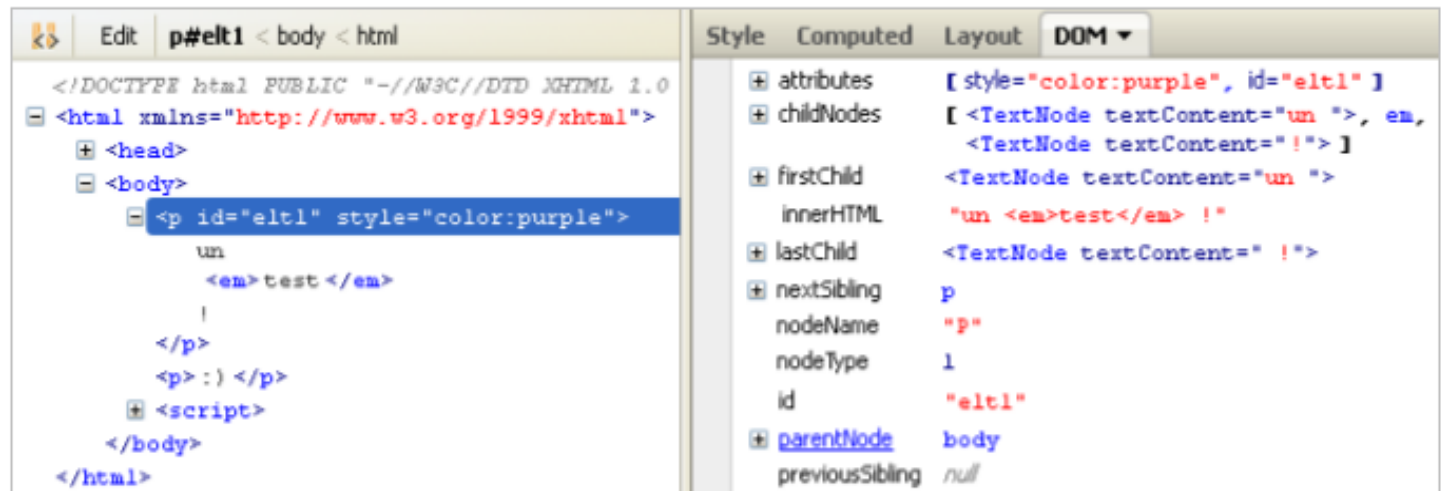 Edit p#elt1 < body < html
<!DOCTYPE html PUBLIC "-//W3C//DTD XHTML 1.0
<html xmlns="http://www.w3.org/1999/xhtml">
<head>
<body>
<p id="elt1" style="color:purple">
un
<em>test</em>
!
</p>
<p>:)</p>
<script>
</body>
</html>
Style Computed Layout DOM
attributes [ style="color:purple", id="elt1" ]
childNodes [ <TextNode textContent="un ">, em,
<TextNode textContent=" !"> ]
firstChild <TextNode textContent="un ">
innerHTML "un <em>test</em> !"
lastChild <TextNode textContent=" !">
nextSibling p
nodeName "P"
nodeType 1
id "elt1"
parentNode body
previousSibling null